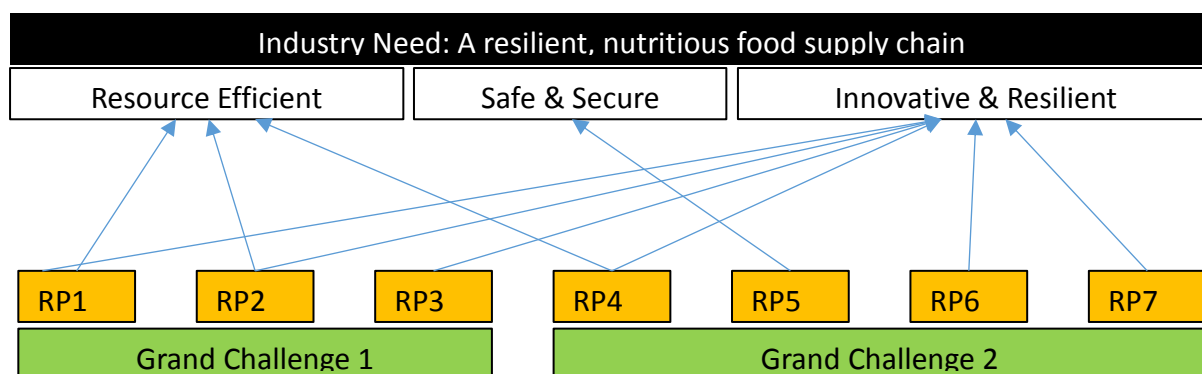 Industry Need: A resilient, nutritious food supply chain
Resource Efficient
Safe & Secure
Innovative & Resilient
RP1
RP2
RP3
RP4
RP5
RP6
RP7
Grand Challenge 1
Grand Challenge 2